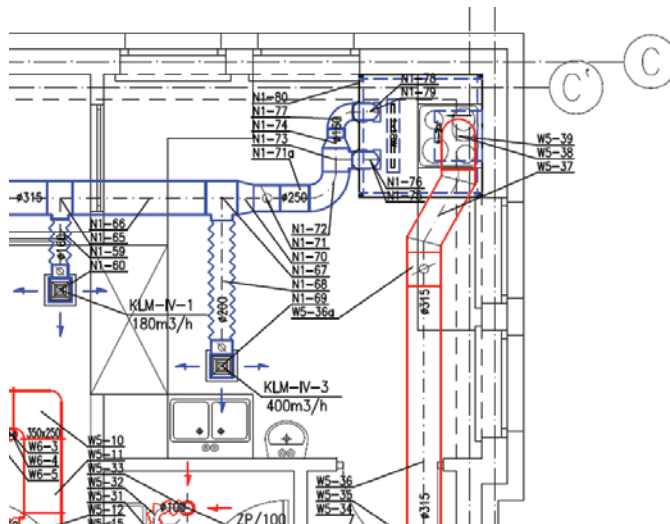 C
C'
N1-78
N1-79
N1-80
N1-77
N1-74
N1-73
N1-71a
ø160
W5-39
W5-38
W5-37
N1-76
ø315
ø250
N1-72
N1-71
N1-70
N1-67
N1-68
N1-69
W5-36a
N1-66
N1-65
N1-59
N1-60
ø160
ø200
ø315
KLM-IV-1
180m3/h
KLM-IV-3
400m3/h
350x250
W6-3
W6-4
W6-5
W5-10
W5-11
W5-33
W5-32
W5-31
W5-12
W5-15
ø100
ZP/100
W5-36
W5-35
W5-34
ø315